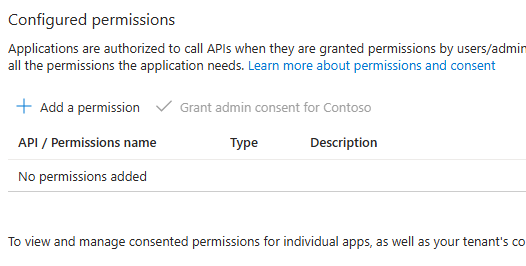 Configured permissions
Applications are authorized to call APIs when they are granted permissions by users/admin
all the permissions the application needs. Learn more about permissions and consent
Add a permission Grant admin consent for Contoso
API / Permissions name Type Description
No permissions added
To view and manage consented permissions for individual apps, as well as your tenant's co